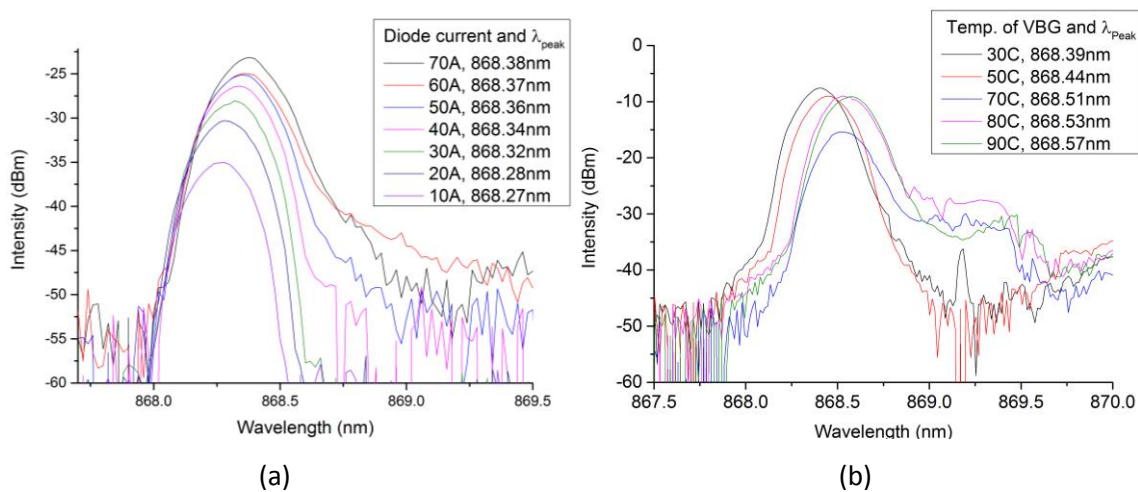 Diode current and λpeak
70A, 868.38nm
60A, 868.37nm
50A, 868.36nm
40A, 868.34nm
30A, 868.32nm
20A, 868.28nm
10A, 868.27nm
-25
-30
-35
-40
-45
-50
-55
-60
Intensity (dBm)
868.0 868.5 869.0 869.5
Wavelength (nm)
(a)
Temp. of VBG and λPeak
30C, 868.39nm
50C, 868.44nm
70C, 868.51nm
80C, 868.53nm
90C, 868.57nm
0
-10
-20
-30
-40
-50
-60
Intensity (dBm)
867.5 868.0 868.5 869.0 869.5 870.0
Wavelength (nm)
(b)